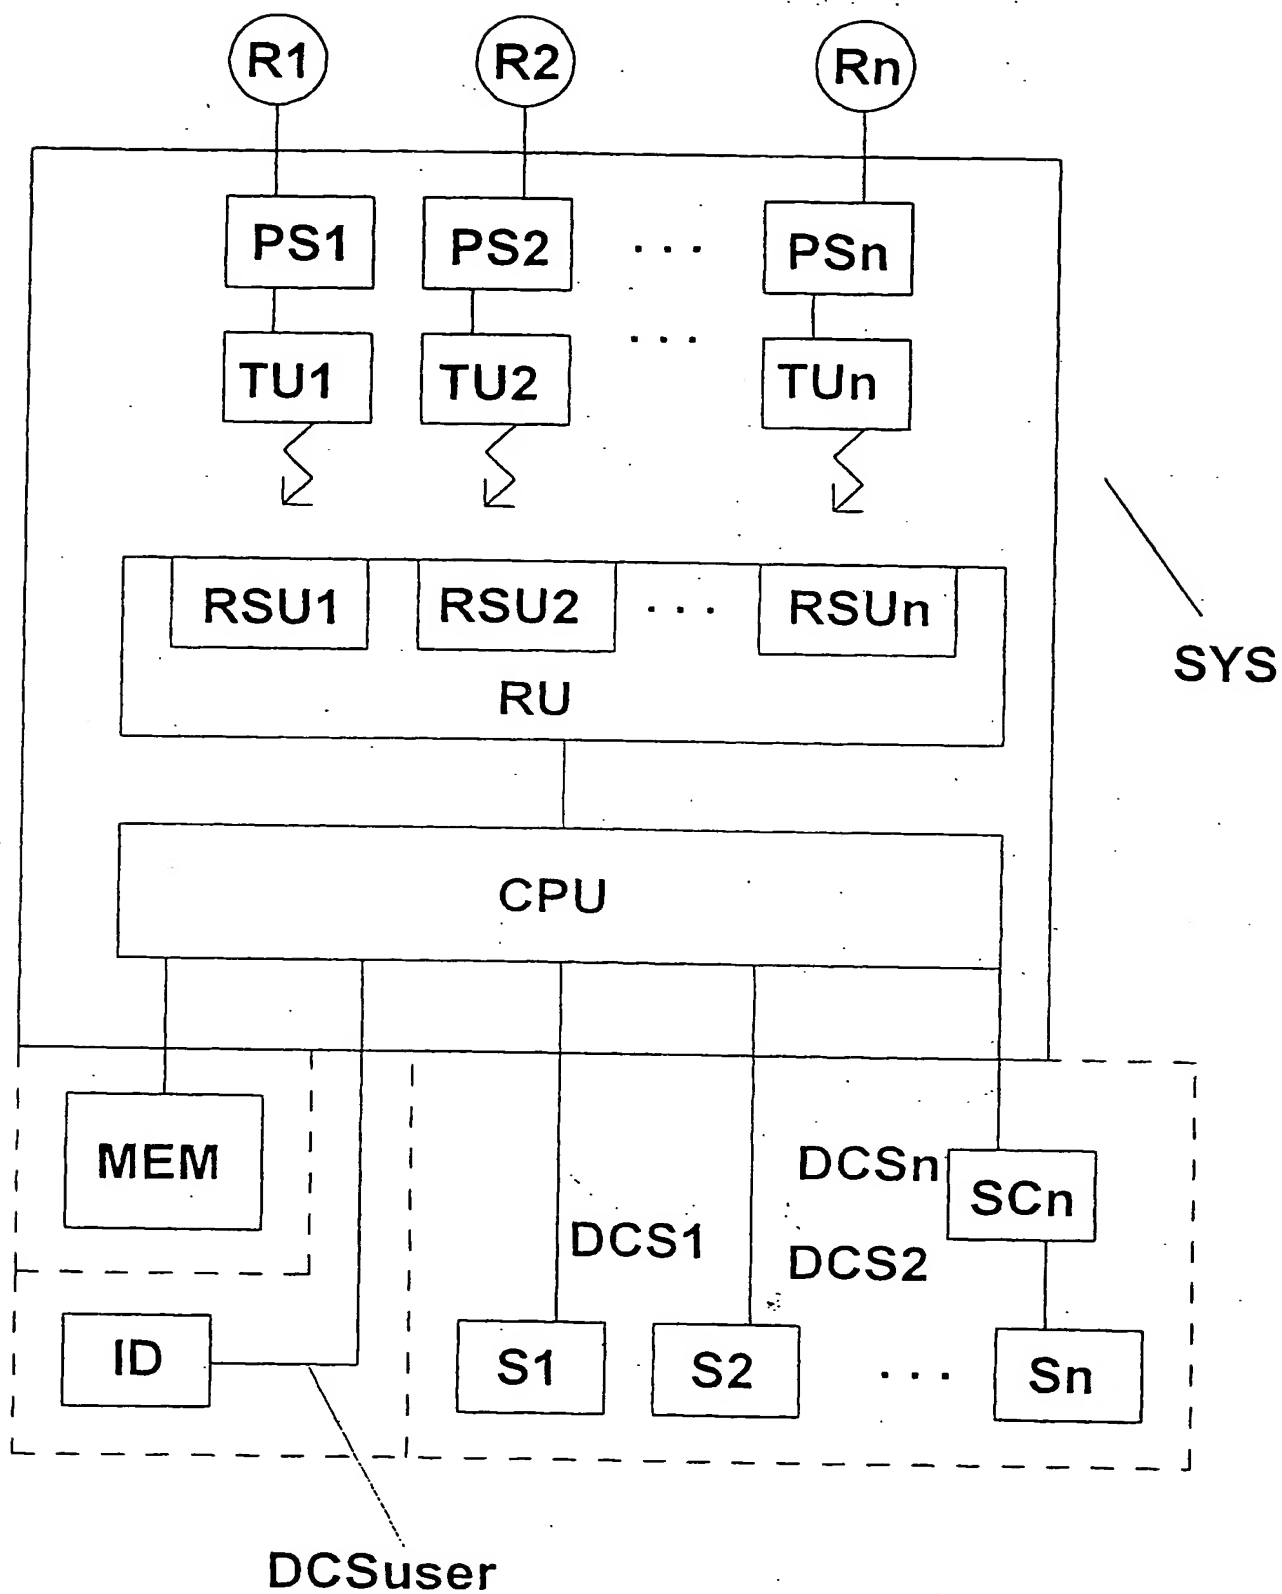 R1 R2 Rn
PS1 PS2 . . . PSn
TU1 TU2 . . . TUn
RSU1 RSU2 . . . RSUn
SYS
RU
CPU
MEM
DCSn
SCn
DCS1
DCS2
ID
S1 S2 . . . Sn
DCSuser